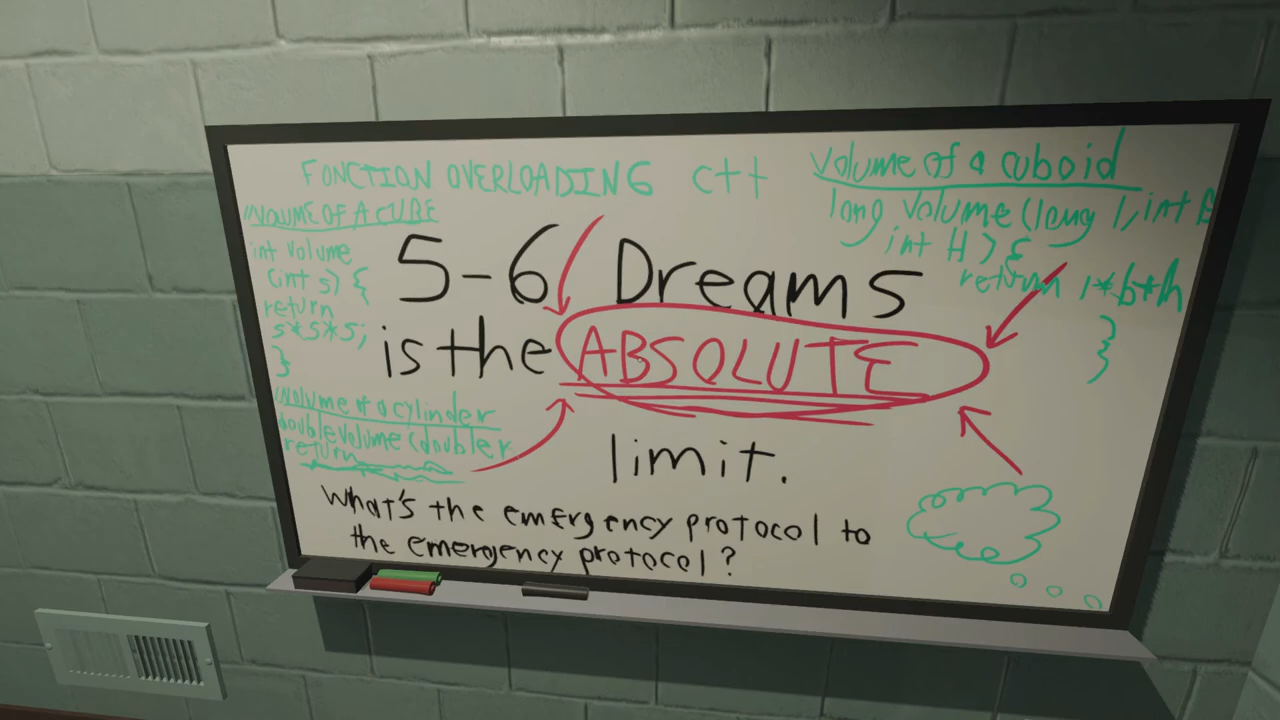 FONCTION OVERLOADING C++
//VOLUME OF A CUBE
int volume
(int s) {
return
s*s*s;
}
Volume of a cuboid
long volume (long l, int B
int H ) {
return l*b*h
}
5-6 Dreams
is the ABSOLUTE
limit.
//Volume of a cylinder
double volume (double r
return
What's the emergency protocol to
the emergency protocol?